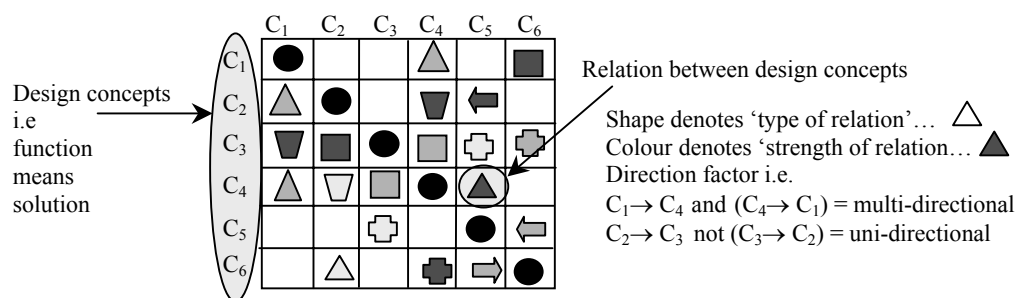 C₁ C₂ C₃ C₄ C₅ C₆
C₁
C₂
C₃
C₄
C₅
C₆
Design concepts
i.e
function
means
solution
Relation between design concepts
Shape denotes ‘type of relation’…
Colour denotes ‘strength of relation…
Direction factor i.e.
C₁→ C₄ and (C₄→ C₁) = multi-directional
C₂→ C₃ not (C₃→ C₂) = uni-directional